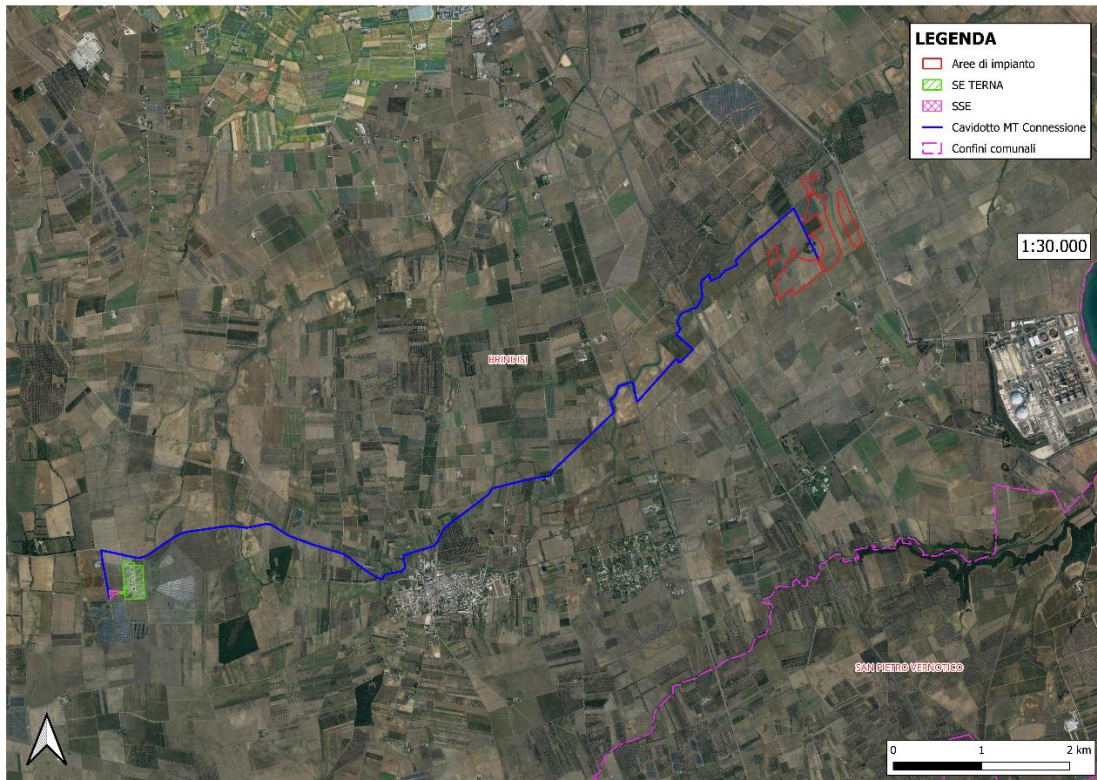 LEGENDA
Aree di impianto
SE TERNA
SSE
Cavidotto MT Connessione
Confini comunali
1:30.000
BRINDISI
SAN PIETRO VERNOTICO
0 1 2 km